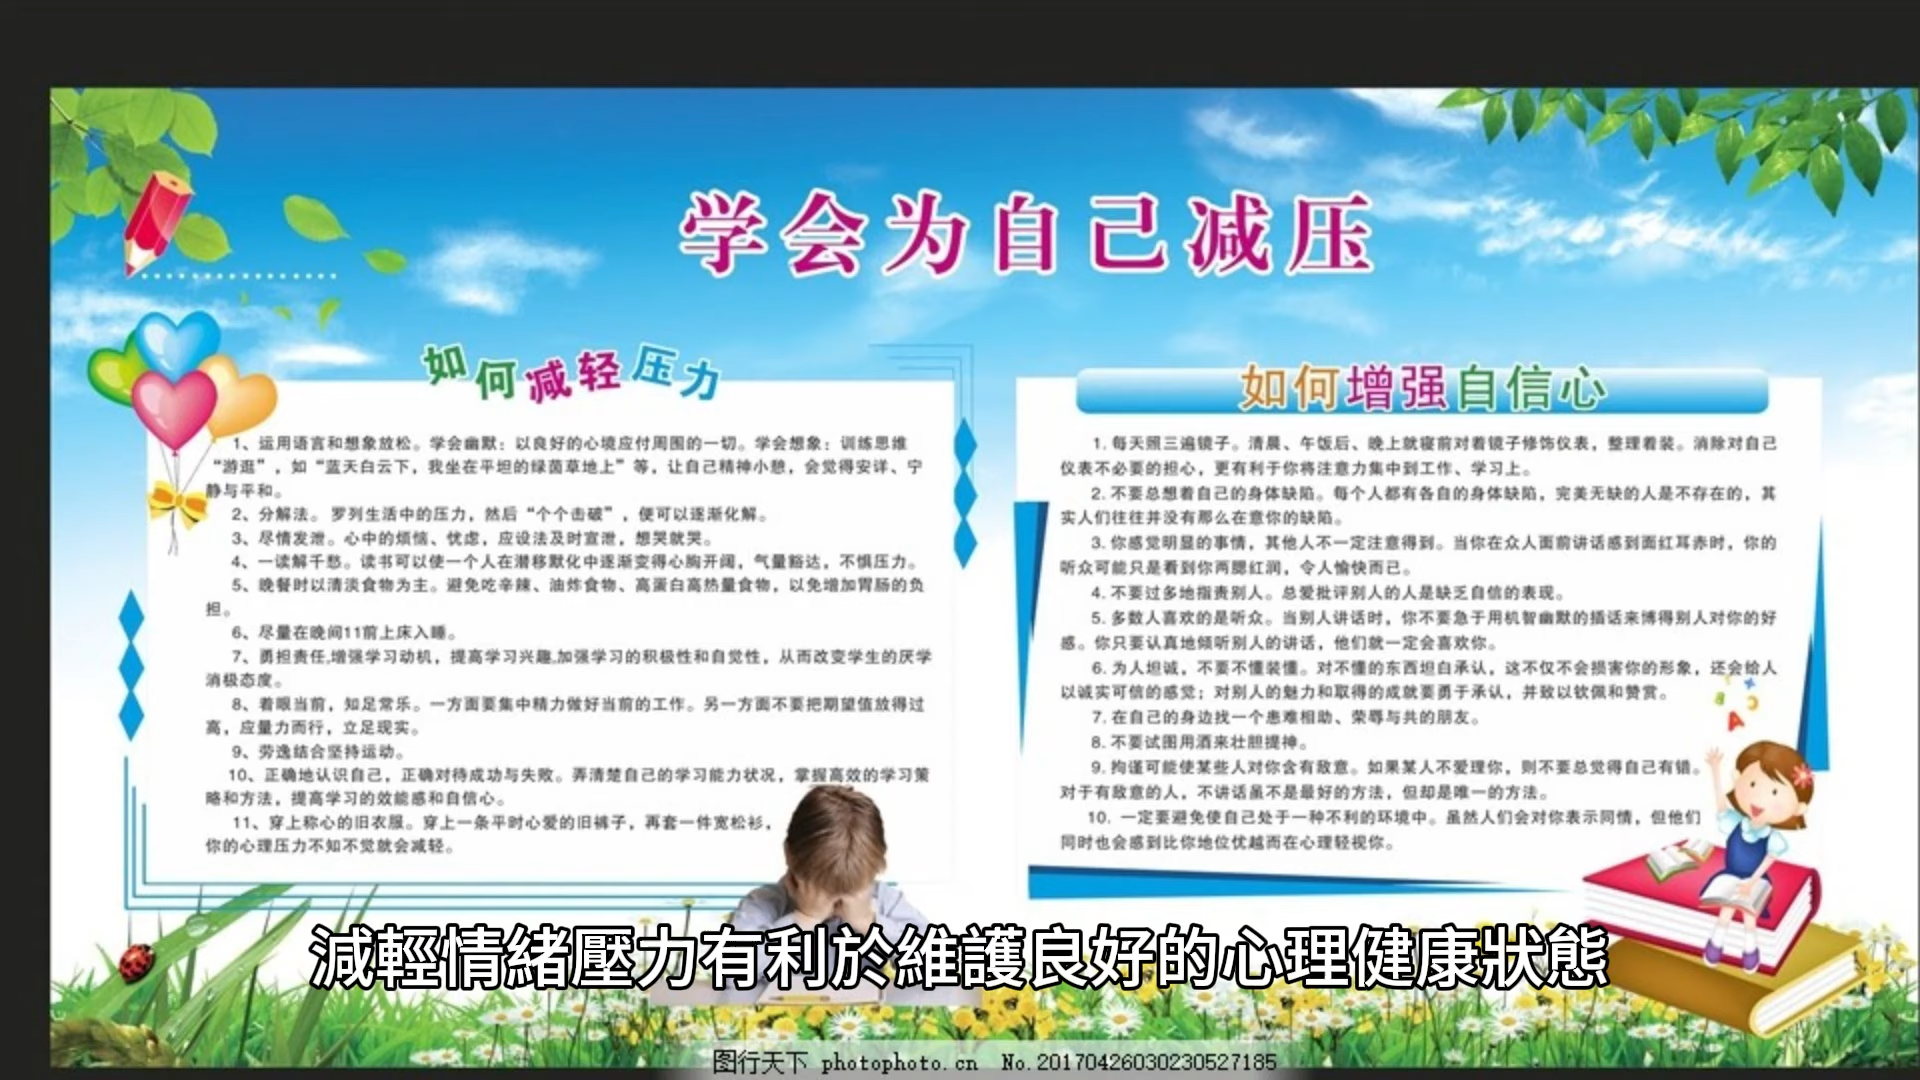 学会为自己减压
如何减轻压力
1、运用语言和想象放松。学会幽默：以良好的心境应付周围的一切。学会想象：训练思维
“游逛”，如“蓝天白云下，我坐在平坦的绿茵草地上”等，让自己精神小憩，会觉得安详、宁
静与平和。
2、分解法。罗列生活中的压力，然后“个个击破”，便可以逐渐化解。
3、尽情发泄。心中的烦恼、忧虑，应设法及时宣泄，想哭就哭。
4、一读解千愁。读书可以使一个人在潜移默化中逐渐变得心胸开阔，气量豁达，不惧压力。
5、晚餐时以清淡食物为主。避免吃辛辣、油炸食物、高蛋白高热量食物，以免增加胃肠的负
担。
6、尽量在晚间11前上床入睡。
7、勇担责任,增强学习动机，提高学习兴趣,加强学习的积极性和自觉性，从而改变学生的厌学
消极态度。
8、着眼当前，知足常乐。一方面要集中精力做好当前的工作。另一方面不要把期望值放得过
高，应量力而行，立足现实。
9、劳逸结合坚持运动。
10、正确地认识自己，正确对待成功与失败。弄清楚自己的学习能力状况，掌握高效的学习策
略和方法，提高学习的效能感和自信心。
11、穿上称心的旧衣服。穿上一条平时心爱的旧裤子，再套一件宽松衫，
你的心理压力不知不觉就会减轻。
如何增强自信心
1.每天照三遍镜子。清晨、午饭后、晚上就寝前对着镜子修饰仪表，整理着装。消除对自己
仪表不必要的担心，更有利于你将注意力集中到工作、学习上。
2.不要总想着自己的身体缺陷。每个人都有各自的身体缺陷，完美无缺的人是不存在的，其
实人们往往并没有那么在意你的缺陷。
3.你感觉明显的事情，其他人不一定注意得到。当你在众人面前讲话感到面红耳赤时，你的
听众可能只是看到你两腮红润，令人愉快而已。
4.不要过多地指责别人。总爱批评别人的人是缺乏自信的表现。
5.多数人喜欢的是听众。当别人讲话时，你不要急于用机智幽默的插话来博得别人对你的好
感。你只要认真地倾听别人的讲话，他们就一定会喜欢你。
6.为人坦诚，不要不懂装懂。对不懂的东西坦白承认，这不仅不会损害你的形象，还会给人
以诚实可信的感觉；对别人的魅力和取得的成就要勇于承认，并致以钦佩和赞赏。
7.在自己的身边找一个患难相助、荣辱与共的朋友。
8.不要试图用酒来壮胆提神。
9.拘谨可能使某些人对你含有敌意。如果某人不爱理你，则不要总觉得自己有错。
对于有敌意的人，不讲话虽不是最好的方法，但却是唯一的方法。
10. 一定要避免使自己处于一种不利的环境中。虽然人们会对你表示同情，但他们
同时也会感到比你地位优越而在心理轻视你。
減輕情緒壓力有利於維護良好的心理健康狀態
图行天下 photophoto.cn No.20170426030230527185